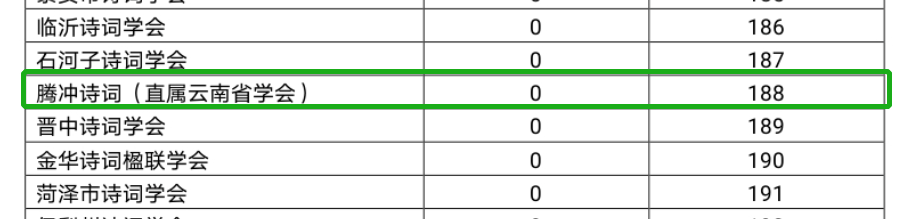 临沂诗词学会 0 186
石河子诗词学会 0 187
腾冲诗词（直属云南省学会） 0 188
晋中诗词学会 0 189
金华诗词楹联学会 0 190
菏泽市诗词学会 0 191